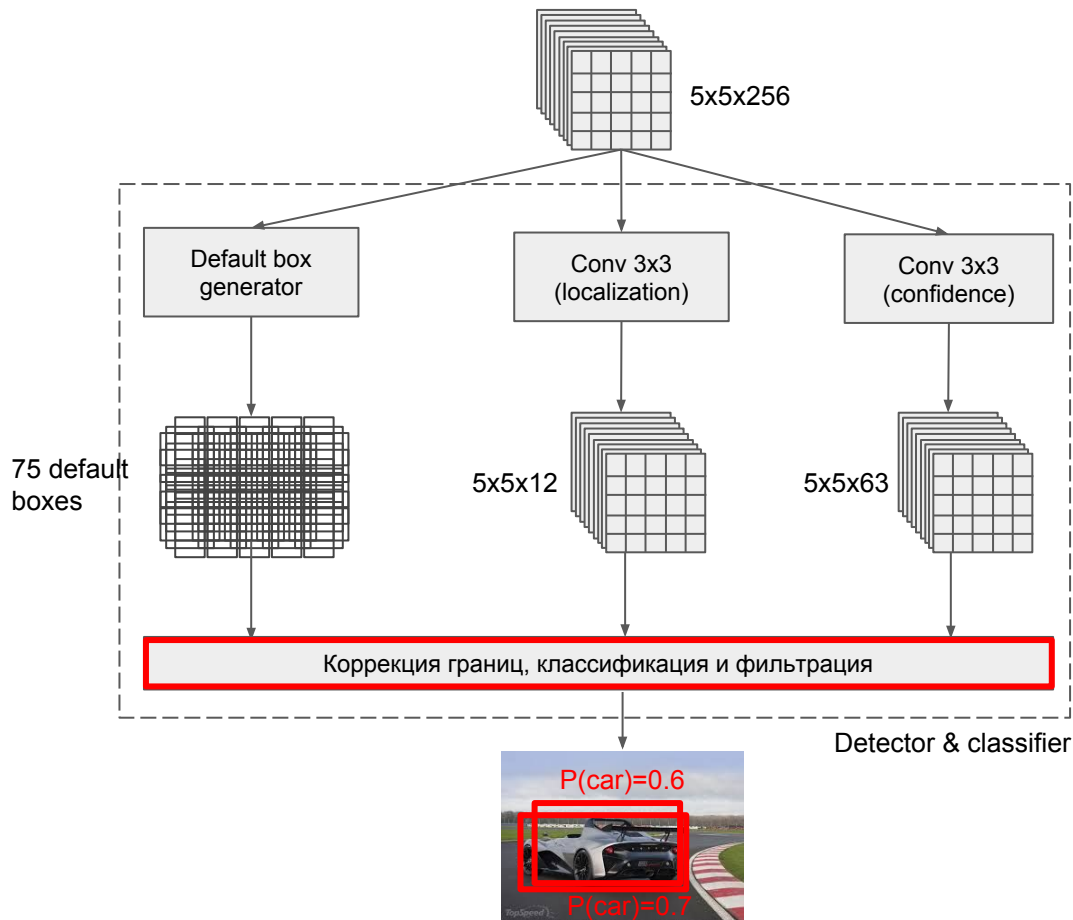 5x5x256
Default box
generator
Conv 3x3
(localization)
Conv 3x3
(confidence)
75 default
boxes
5x5x12
5x5x63
Коррекция границ, классификация и фильтрация
Detector & classifier
P(car)=0.6
P(car)=0.7
TopSpeed